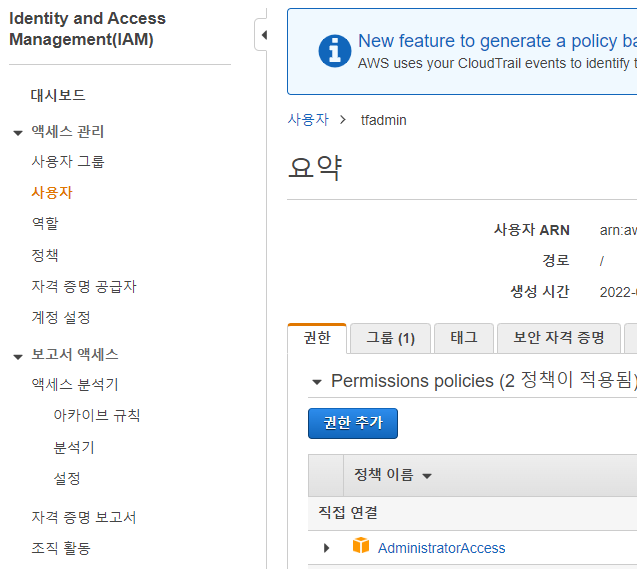 Identity and Access
Management(IAM)
대시보드
액세스 관리
사용자 그룹
사용자
역할
정책
자격 증명 공급자
계정 설정
보고서 액세스
액세스 분석기
아카이브 규칙
분석기
설정
자격 증명 보고서
조직 활동
New feature to generate a policy ba
AWS uses your CloudTrail events to identify t
사용자 > tfadmin
요약
사용자 ARN arn:aw
경로 /
생성 시간 2022-
권한 그룹 (1) 태그 보안 자격 증명
Permissions policies (2 정책이 적용됨)
권한 추가
정책 이름
직접 연결
AdministratorAccess